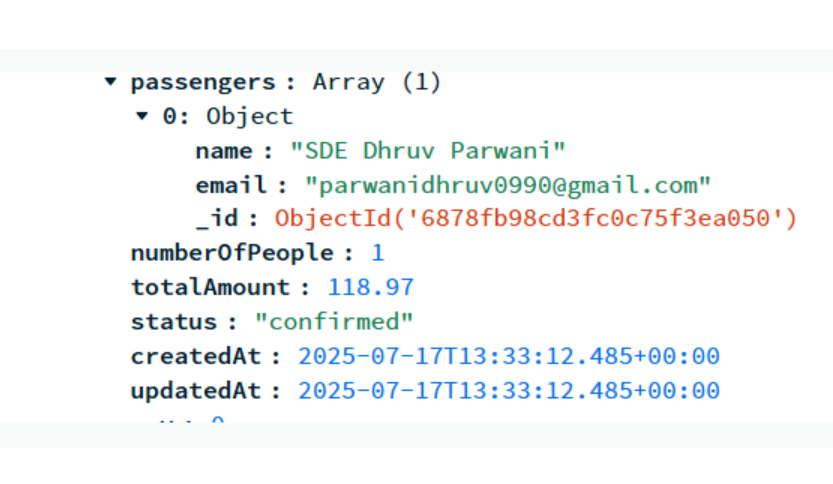 passengers : Array (1)
0: Object
name : "SDE Dhruv Parwani"
email : "parwanidhruv0990@gmail.com"
_id : ObjectId('6878fb98cd3fc0c75f3ea050')
numberOfPeople : 1
totalAmount : 118.97
status : "confirmed"
createdAt : 2025-07-17T13:33:12.485+00:00
updatedAt : 2025-07-17T13:33:12.485+00:00